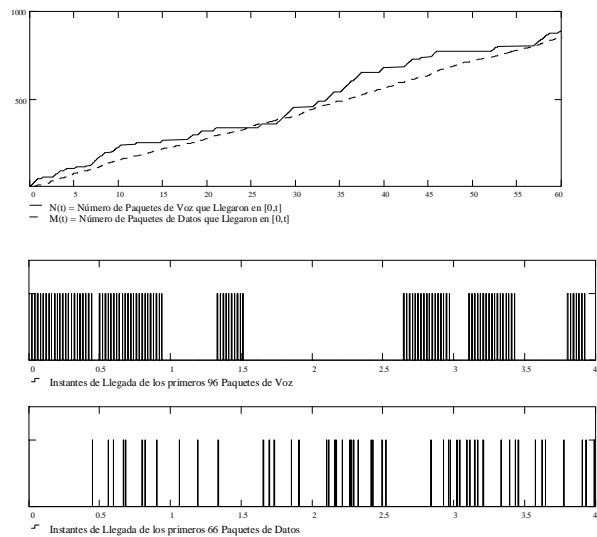 1000
500
0 5 10 15 20 25 30 35 40 45 50 55 60
N(t) = Número de Paquetes de Voz que Llegaron en [0,t]
M(t) = Número de Paquetes de Datos que Llegaron en [0,t]
0 0.5 1 1.5 2 2.5 3 3.5 4
Instantes de Llegada de los primeros 96 Paquetes de Voz
0 0.5 1 1.5 2 2.5 3 3.5 4
Instantes de Llegada de los primeros 66 Paquetes de Datos